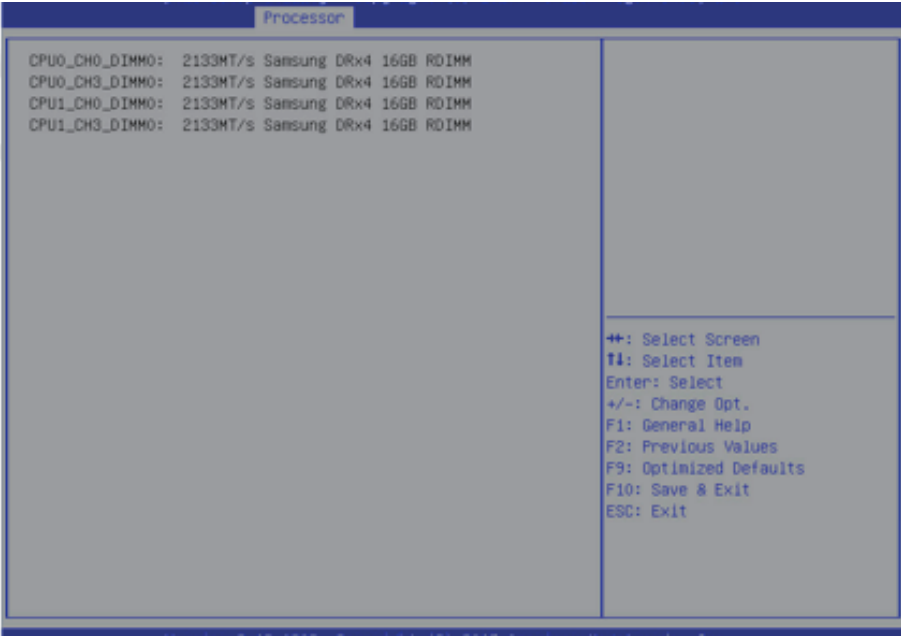 Processor
CPU0_CH0_DIMM0: 2133MT/s Samsung DRx4 16GB RDIMM
CPU0_CH3_DIMM0: 2133MT/s Samsung DRx4 16GB RDIMM
CPU1_CH0_DIMM0: 2133MT/s Samsung DRx4 16GB RDIMM
CPU1_CH3_DIMM0: 2133MT/s Samsung DRx4 16GB RDIMM
→←: Select Screen
↑↓: Select Item
Enter: Select
+/-: Change Opt.
F1: General Help
F2: Previous Values
F9: Optimized Defaults
F10: Save & Exit
ESC: Exit